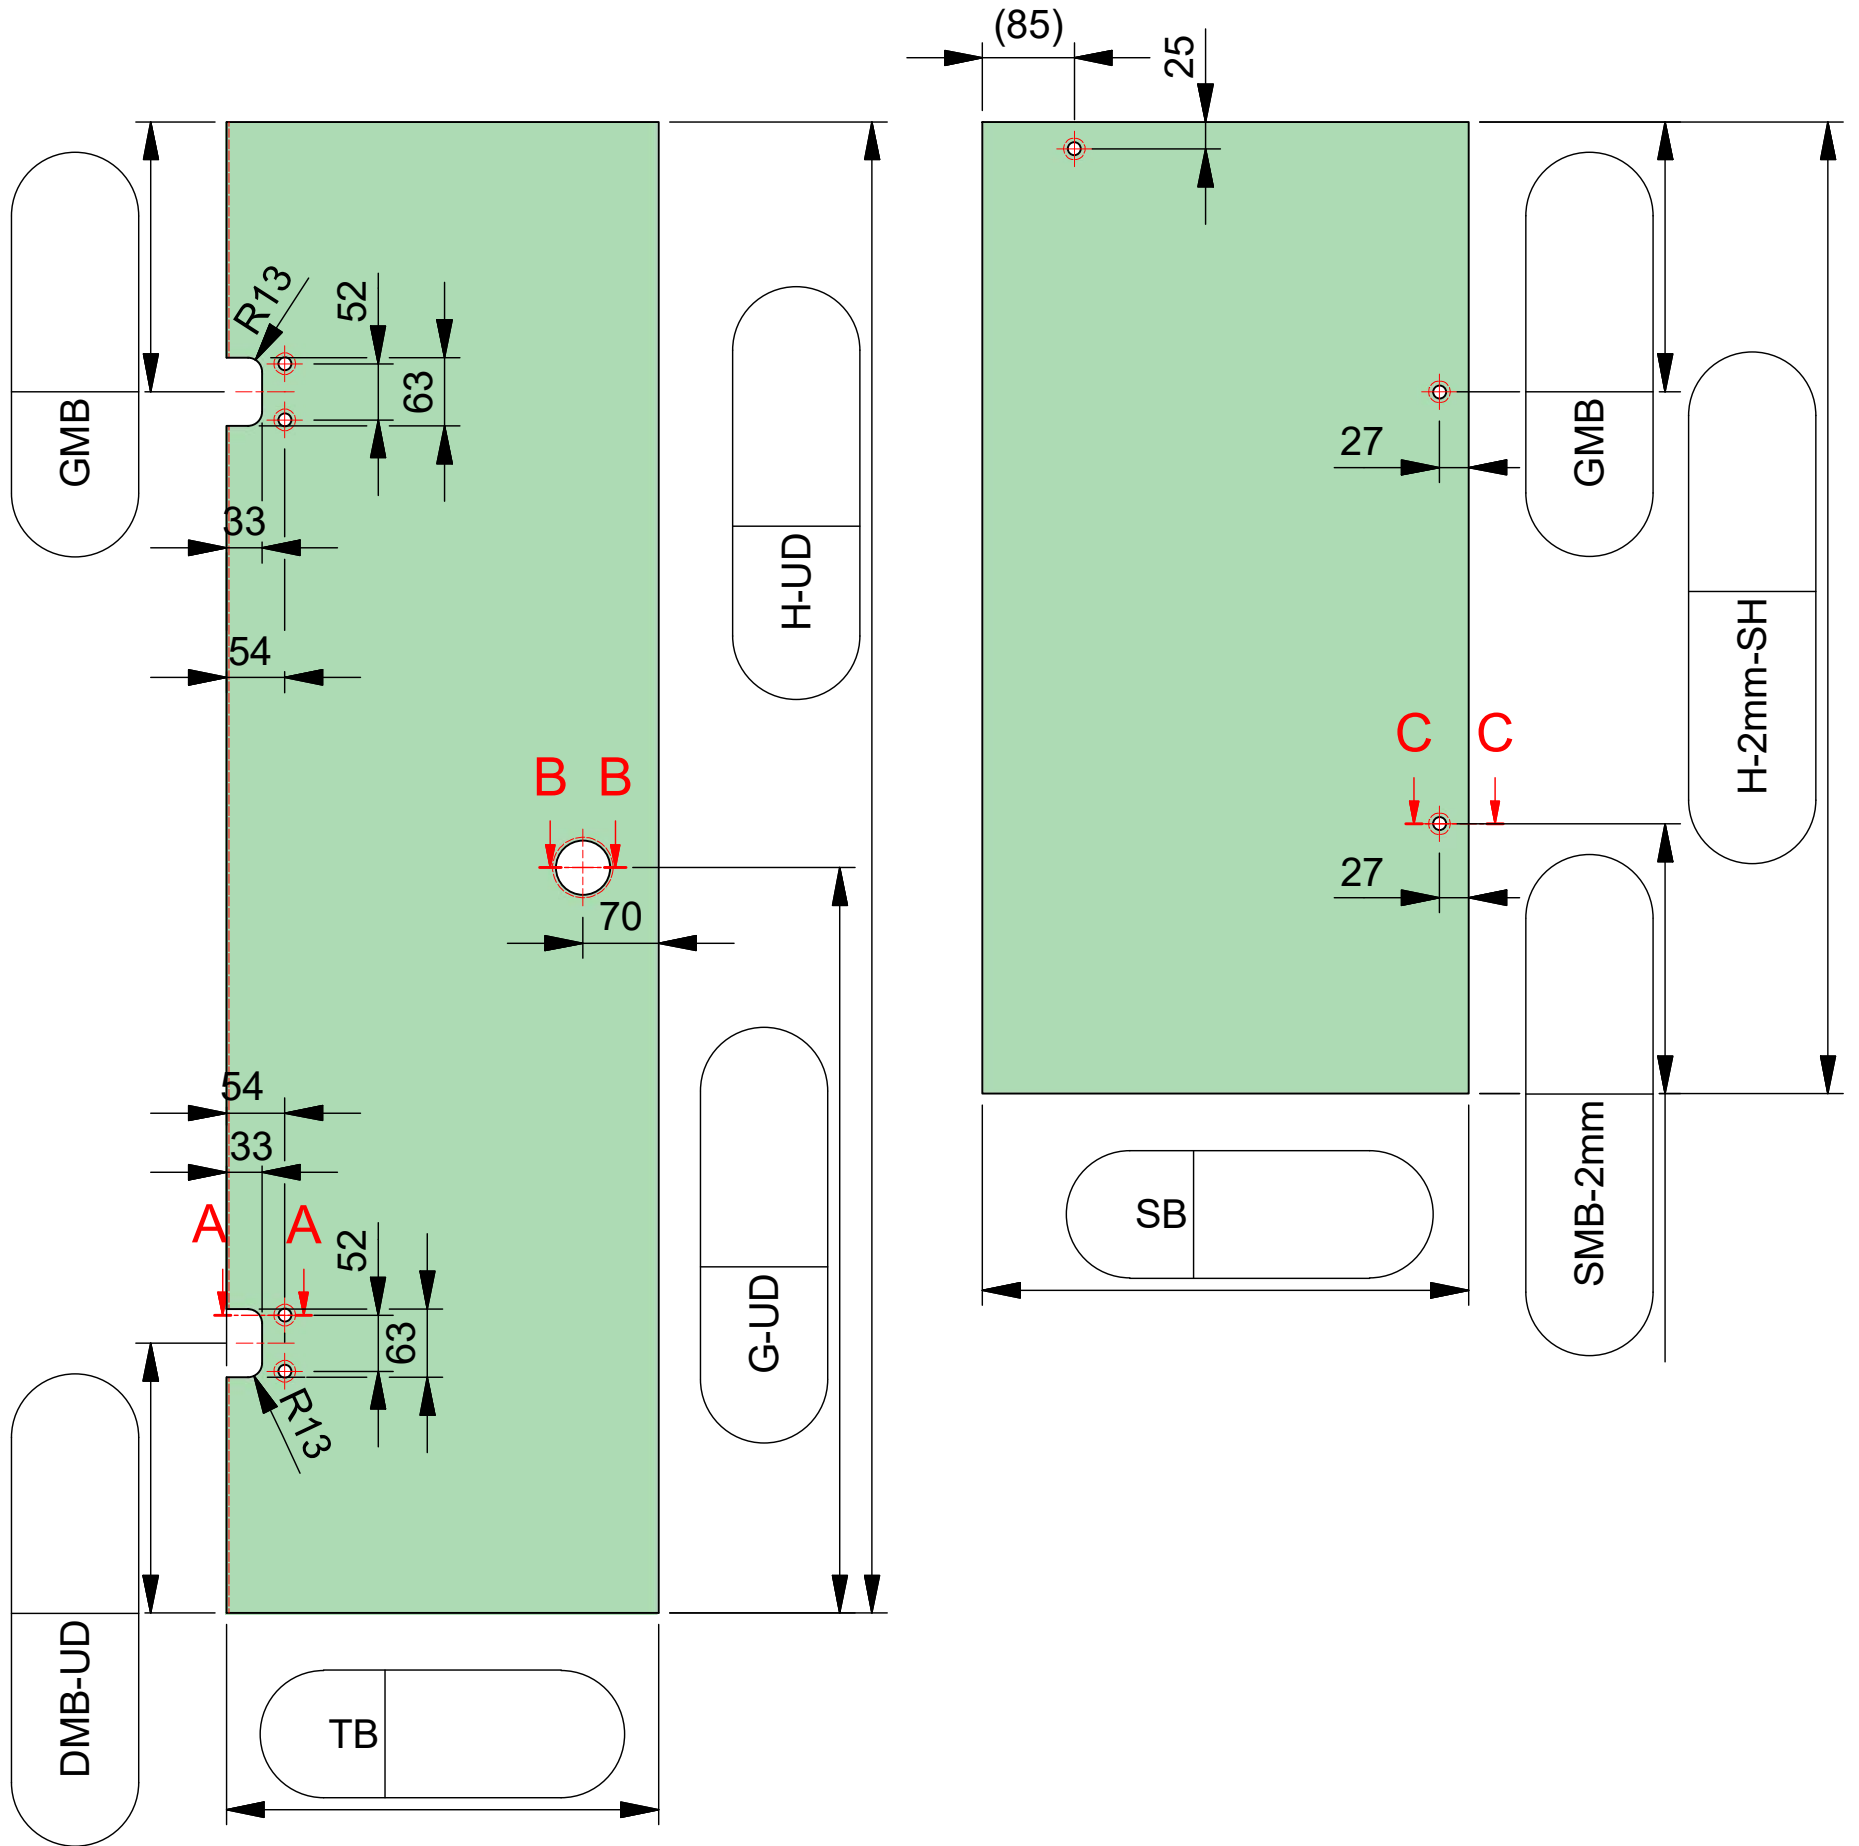 (85)
25
R13
52
63
GMB
33
54
H-UD
B B
70
54
33
A A
52
63
R13
G-UD
DMB-UD
TB
GMB
27
H-2mm-SH
C C
27
SB
SMB-2mm